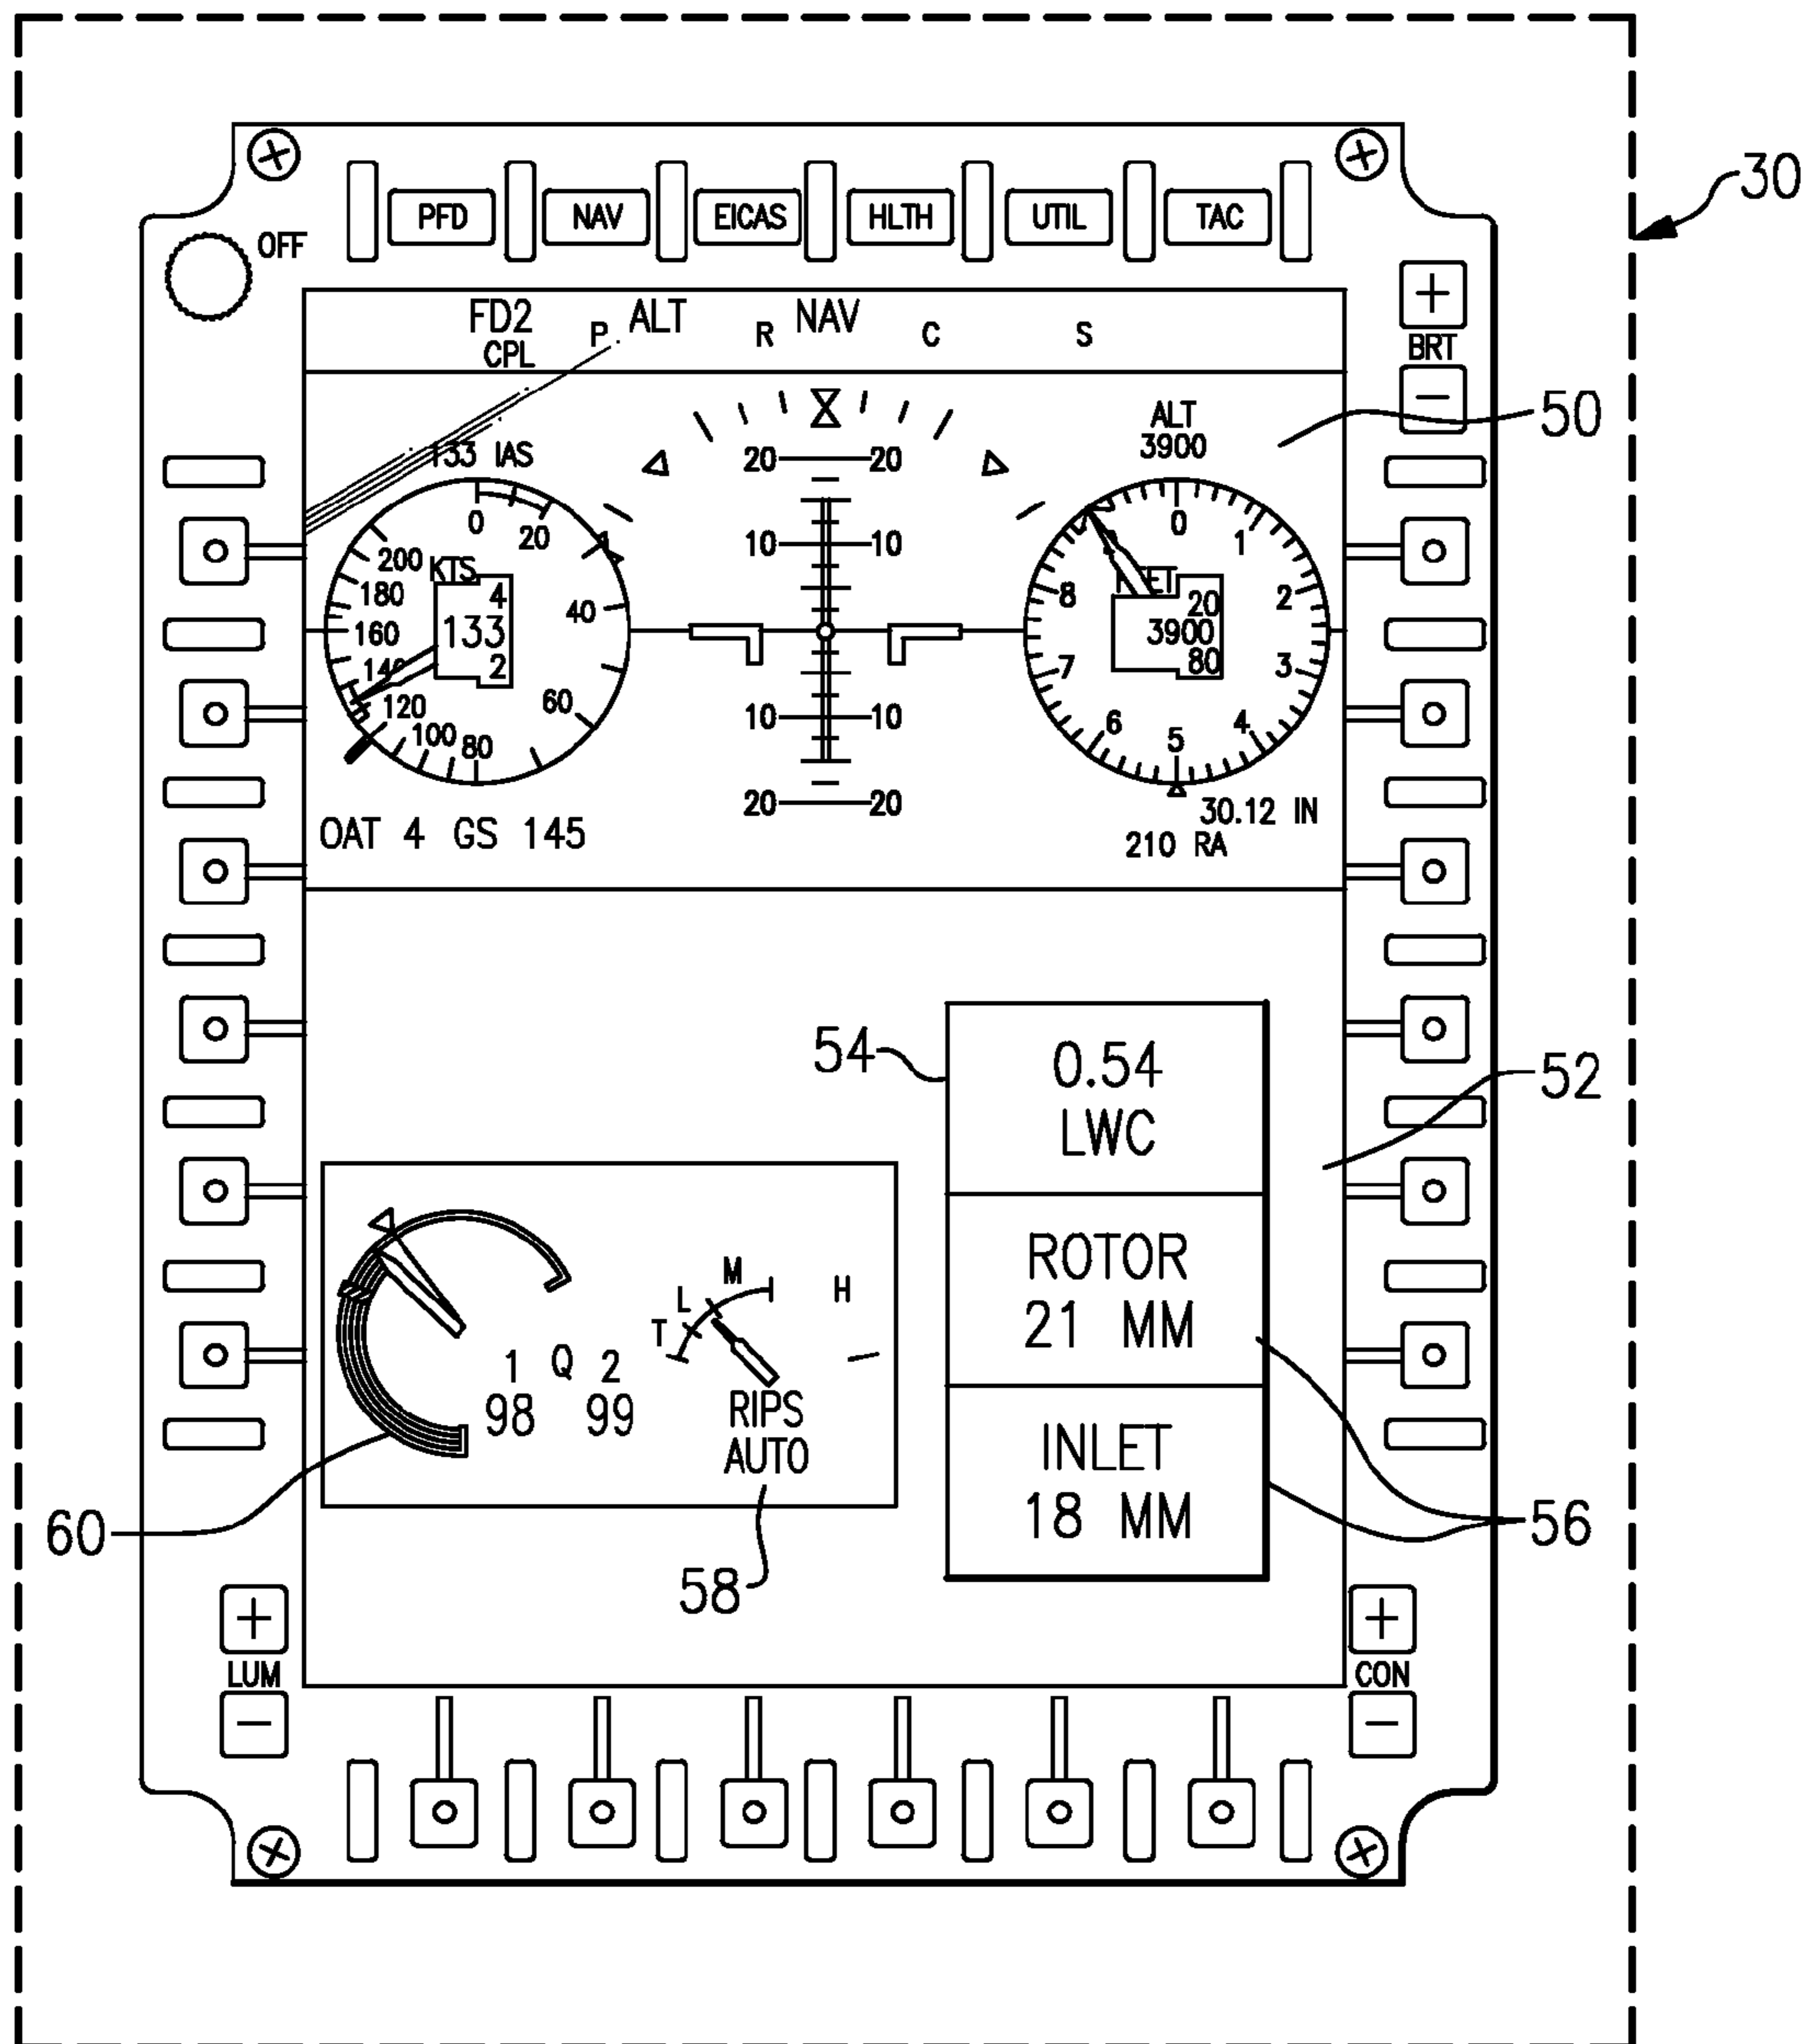 30
PFD NAV EICAS HLTH UTIL TAC
OFF
FD2 P ALT R NAV C S
CPL
+
BRT
−
50
133 IAS
ALT
3900
20 20
10 10
10 10
20 20
0
20
40
60
80
100
120
140
160
180
200
KTS
4
133
2
0
1
2
3
4
5
6
7
8
20
3900
80
OAT 4 GS 145
30.12 IN
210 RA
54
0.54
LWC
52
ROTOR
21 MM
INLET
18 MM
56
T L M H
1 Q 2
98 99
RIPS
AUTO
60
58
+
LUM
−
+
CON
−